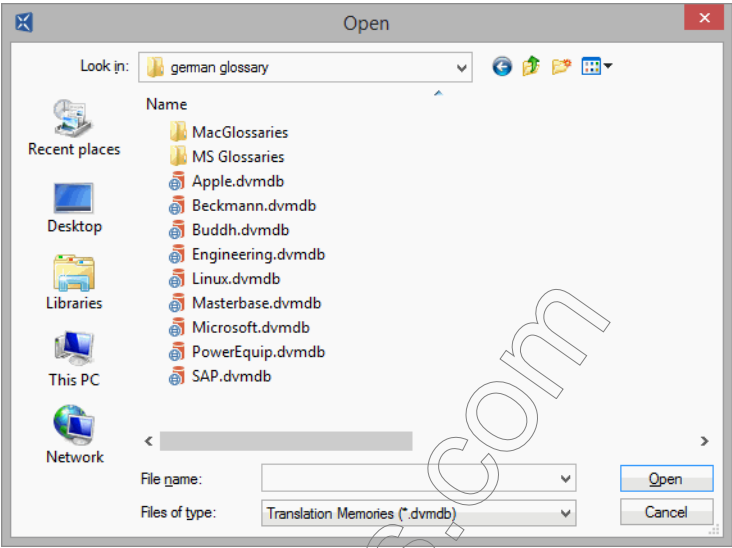 Open
Look in: german glossary
Name
Recent places
Desktop
Libraries
This PC
Network
MacGlossaries
MS Glossaries
Apple.dvmdb
Beckmann.dvmdb
Buddh.dvmdb
Engineering.dvmdb
Linux.dvmdb
Masterbase.dvmdb
Microsoft.dvmdb
PowerEquip.dvmdb
SAP.dvmdb
File name:
Open
Files of type: Translation Memories (*.dvmdb)
Cancel
.com